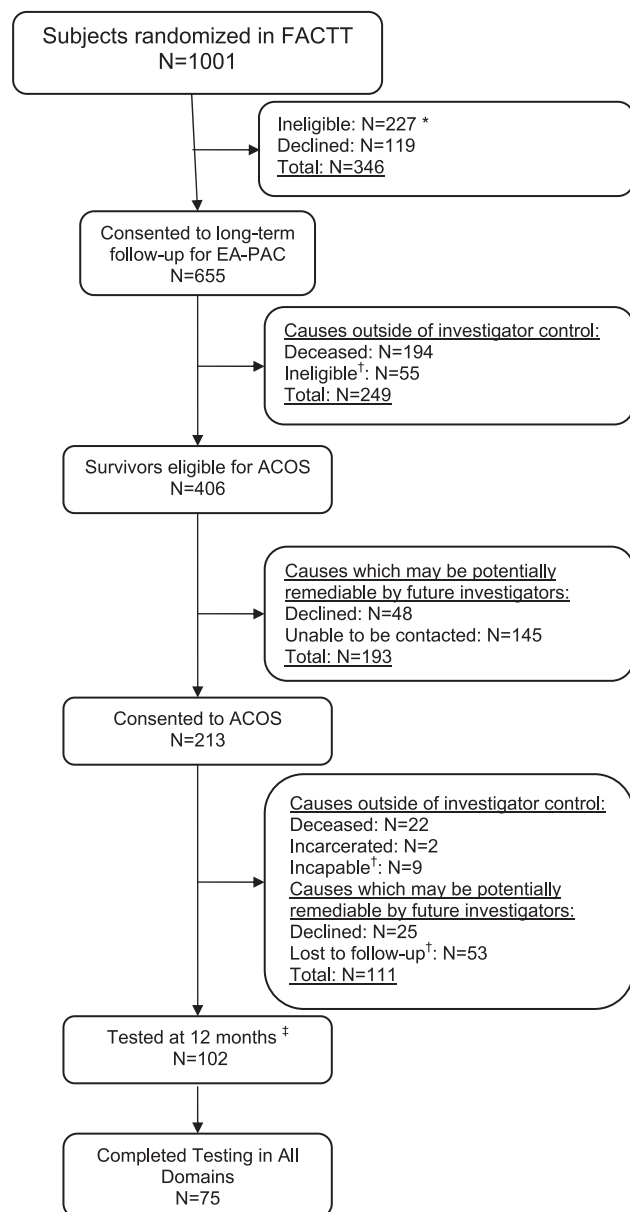 Subjects randomized in FACTT
N=1001
Ineligible: N=227 *
Declined: N=119
Total: N=346
Consented to long-term
follow-up for EA-PAC
N=655
Causes outside of investigator control:
Deceased: N=194
Ineligible†: N=55
Total: N=249
Survivors eligible for ACOS
N=406
Causes which may be potentially
remediable by future investigators:
Declined: N=48
Unable to be contacted: N=145
Total: N=193
Consented to ACOS
N=213
Causes outside of investigator control:
Deceased: N=22
Incarcerated: N=2
Incapable†: N=9
Causes which may be potentially
remediable by future investigators:
Declined: N=25
Lost to follow-up†: N=53
Total: N=111
Tested at 12 months ‡
N=102
Completed Testing in All
Domains
N=75